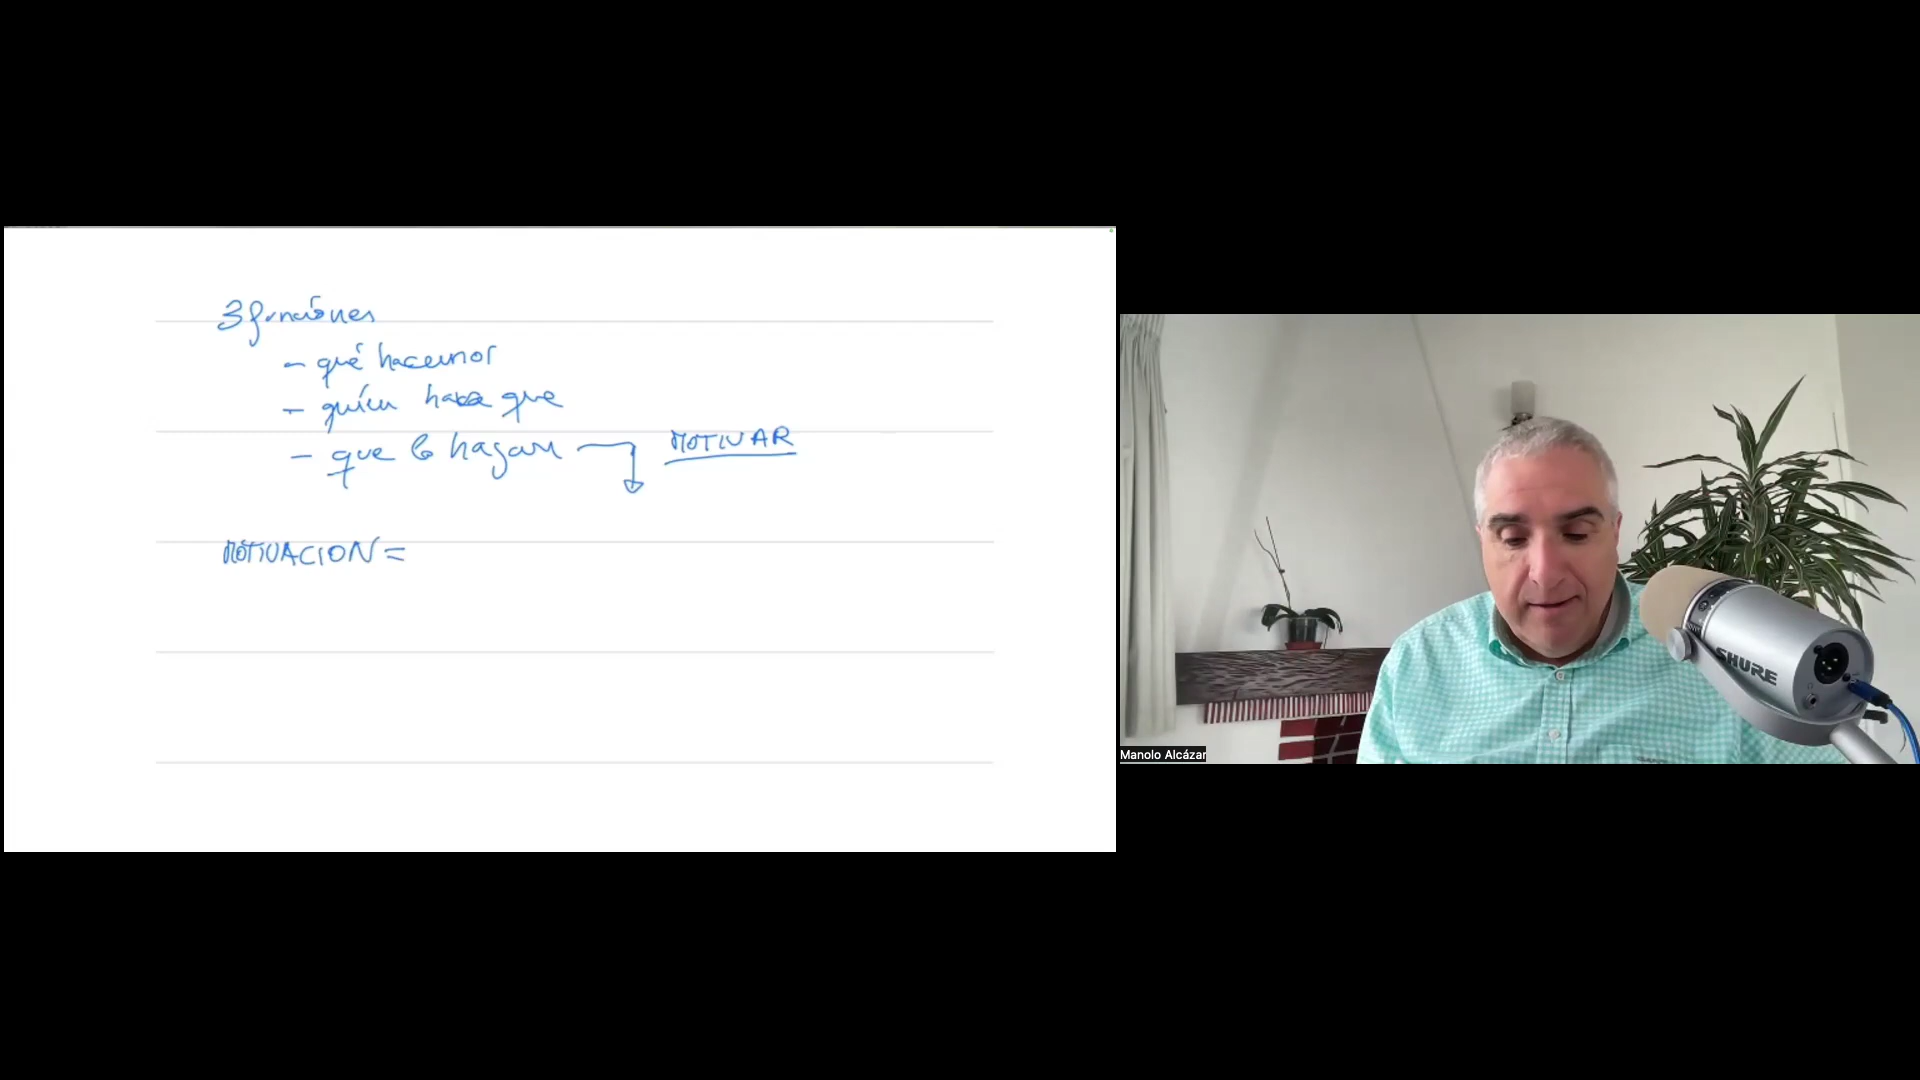 3 funciones
- qué hacemos
- quién hace que
- que lo hagan
MOTIVAR
MOTIVACION =
SHURE
Manolo Alcázar